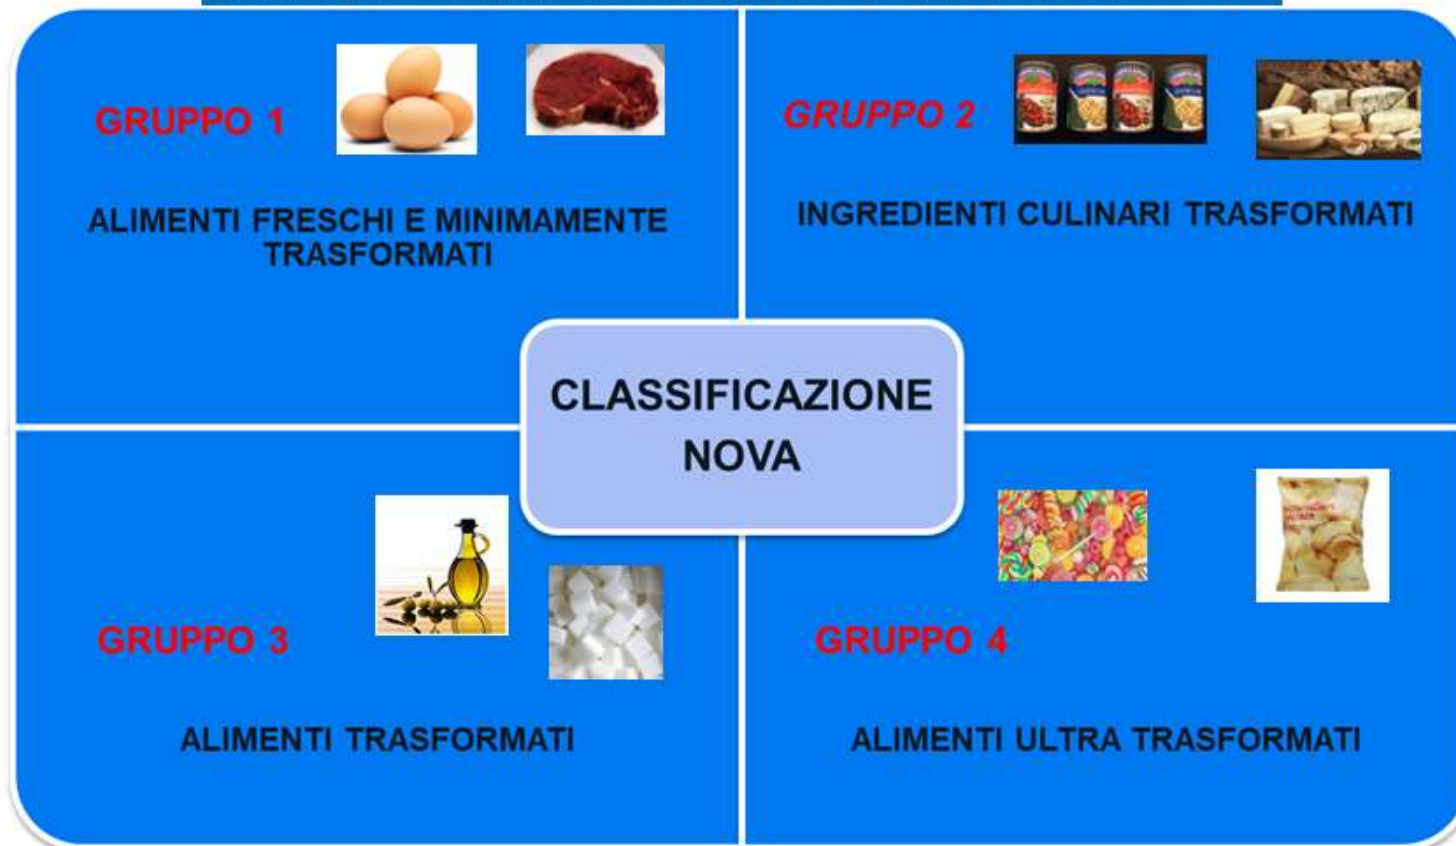 GRUPPO 1
ALIMENTI FRESCHI E MINIMAMENTE
TRASFORMATI
GRUPPO 2
INGREDIENTI CULINARI TRASFORMATI
CLASSIFICAZIONE
NOVA
GRUPPO 3
ALIMENTI TRASFORMATI
GRUPPO 4
ALIMENTI ULTRA TRASFORMATI